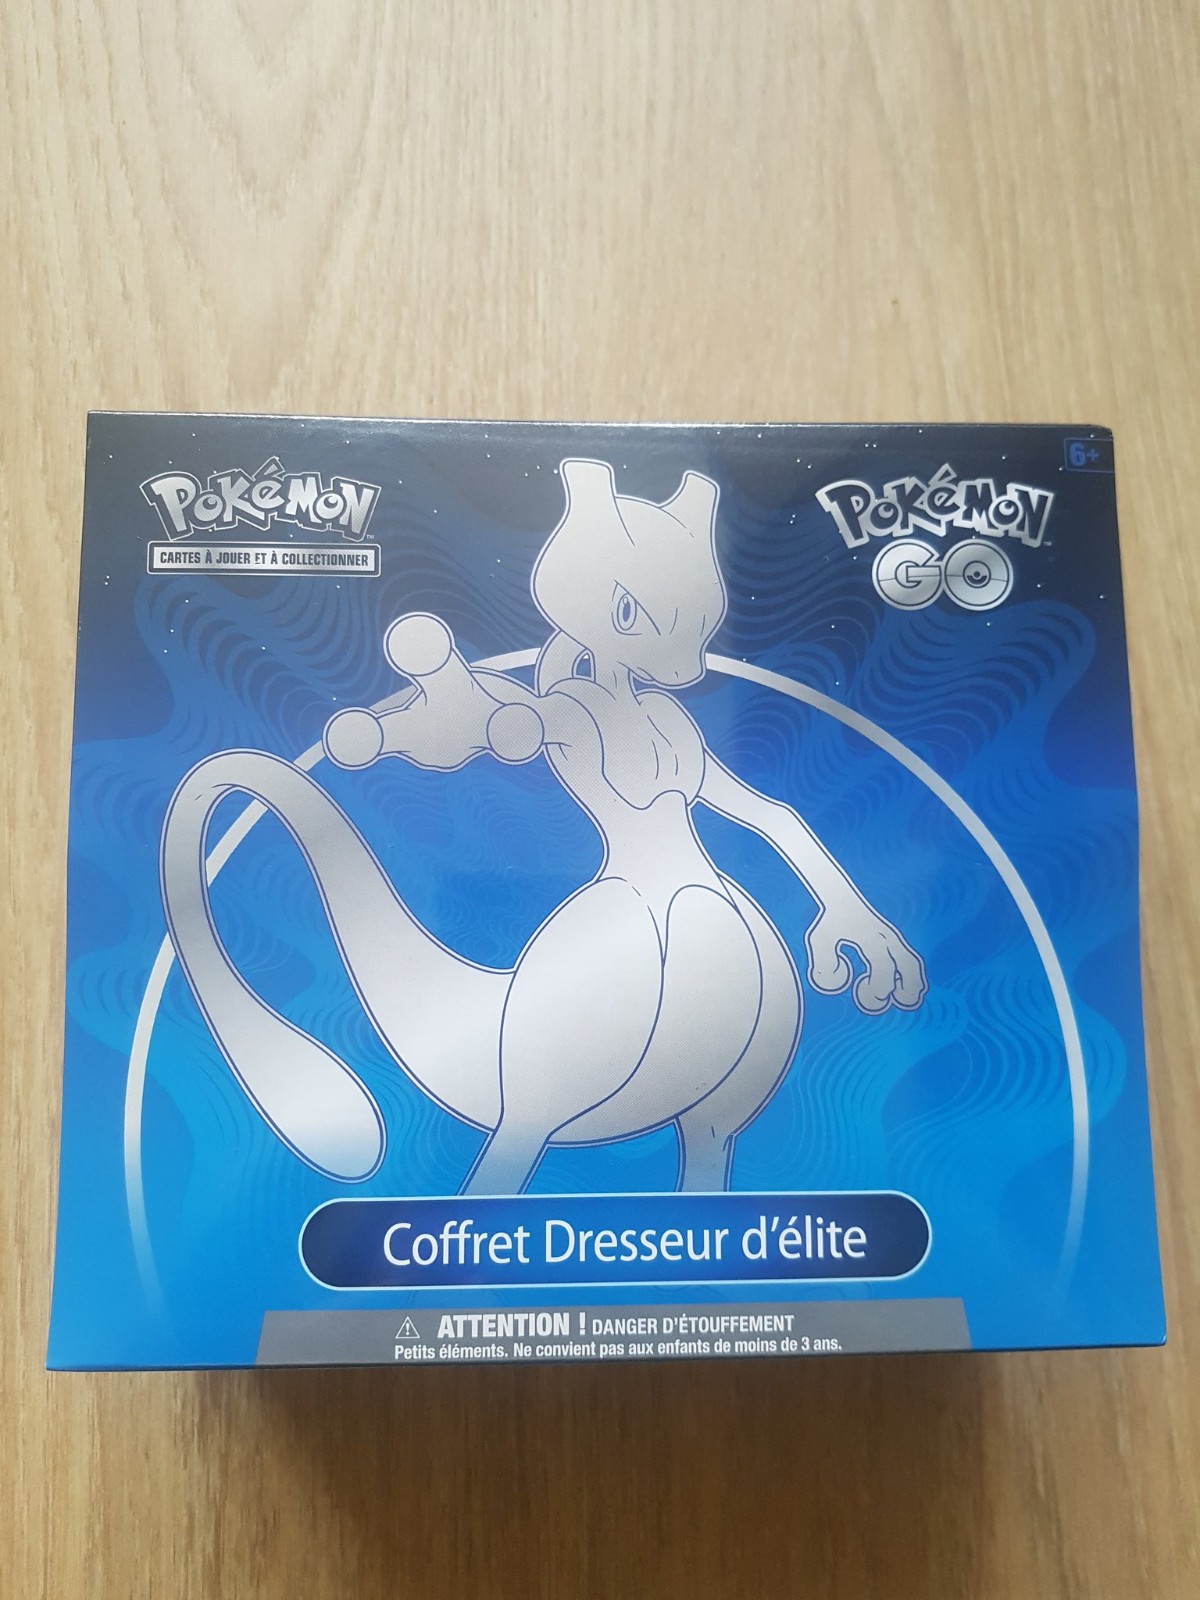 POKÉMON
CARTES À JOUER ET À COLLECTIONNER
6+
POKÉMON
GO
Coffret Dresseur d'élite
⚠ ATTENTION ! DANGER D'ÉTOUFFEMENT
Petits éléments. Ne convient pas aux enfants de moins de 3 ans.